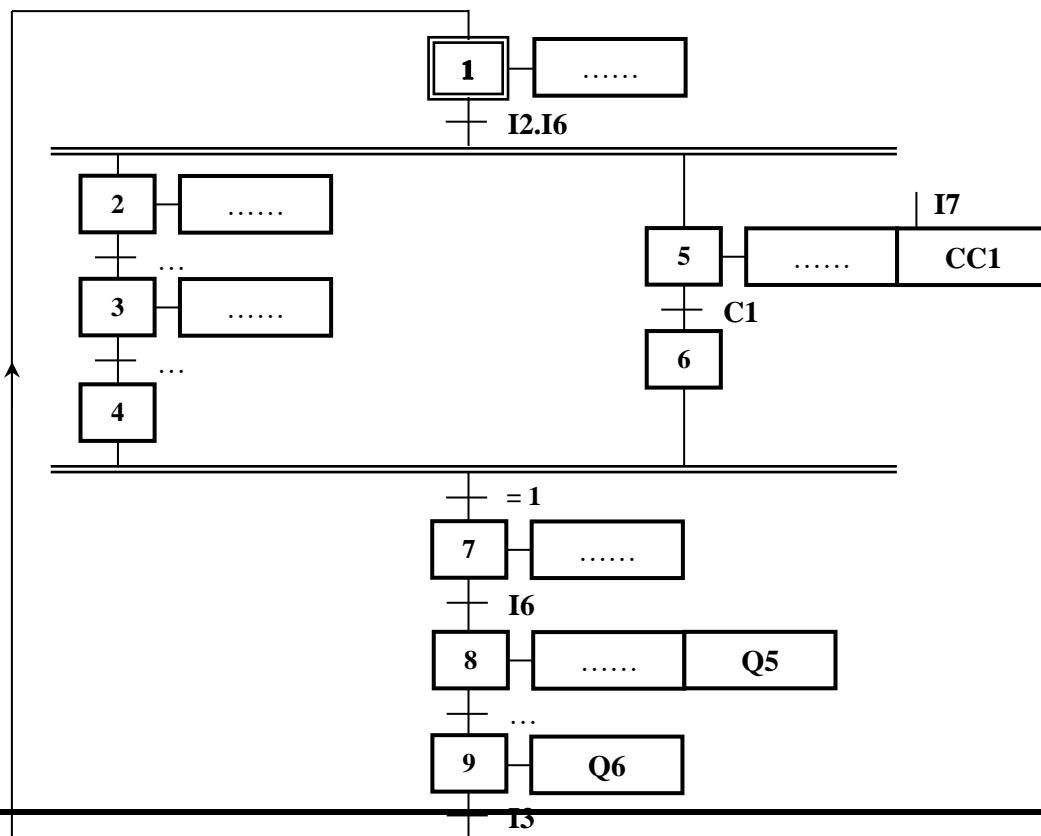 1 ......
I2.I6
2 ......
I7
5 ...... CC1
...
3 ......
C1
...
6
4
= 1
7 ......
I6
8 ...... Q5
...
9 Q6
I3